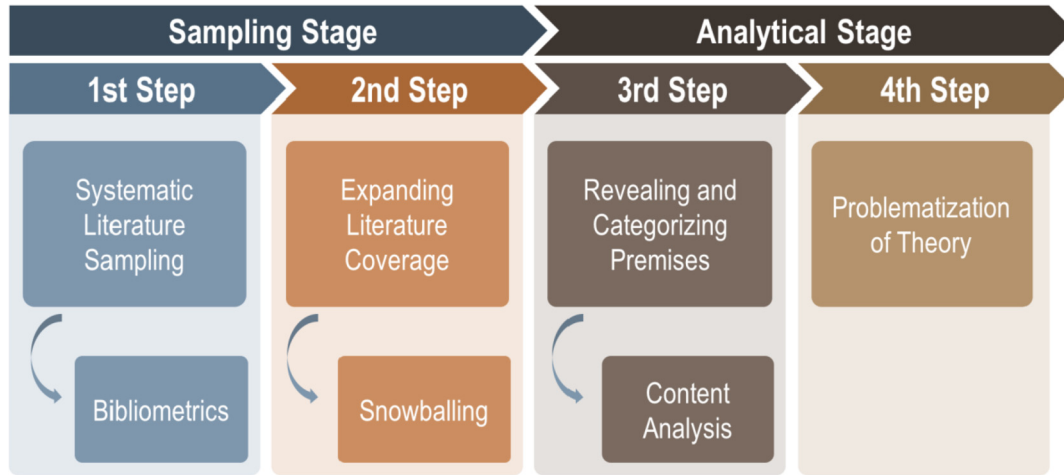 Sampling Stage
Analytical Stage
1st Step
2nd Step
3rd Step
4th Step
Systematic
Literature
Sampling
Expanding
Literature
Coverage
Revealing and
Categorizing
Premises
Problematization
of Theory
Bibliometrics
Snowballing
Content
Analysis